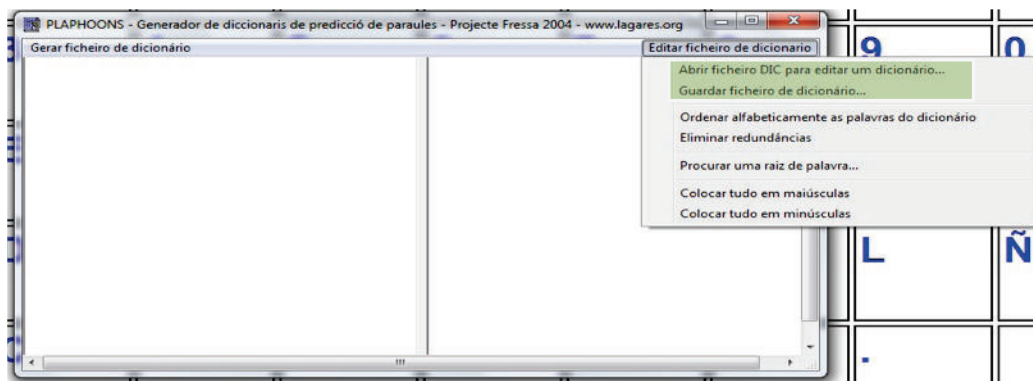 PLAPHOONS - Generador de diccionaris de predicció de paraules - Projecte Fressa 2004 - www.lagares.org
Gerar ficheiro de dicionário
Editar ficheiro de dicionario
Abrir ficheiro DIC para editar um dicionário...
Guardar ficheiro de dicionário...
Ordenar alfabeticamente as palavras do dicionário
Eliminar redundâncias
Procurar uma raiz de palavra...
Colocar tudo em maiúsculas
Colocar tudo em minúsculas
9
0
L
Ñ
.